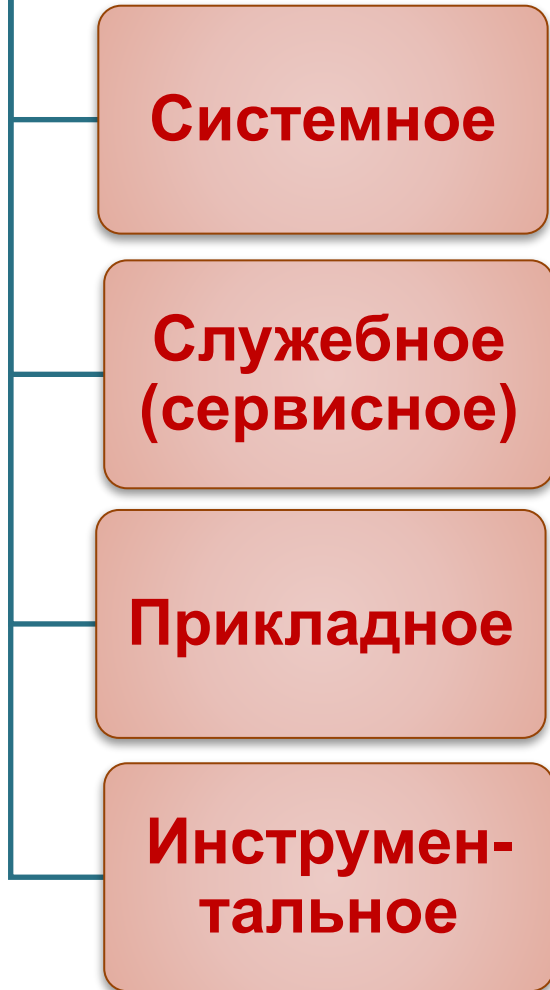 Системное
Служебное
(сервисное)
Прикладное
Инструмен-
тальное